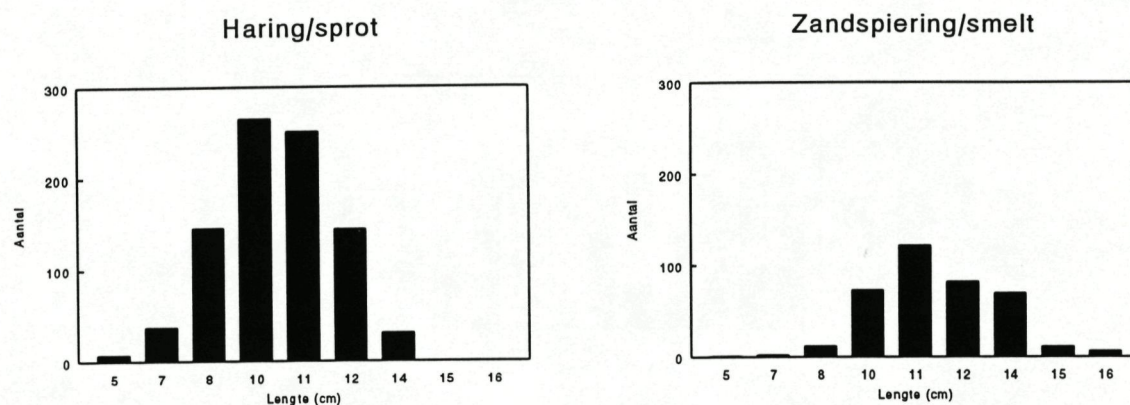 Haring/sprot
300
200
100
0
Aantal
5 7 8 10 11 12 14 15 16
Lengte (cm)
Zandspiering/smelt
300
200
100
0
Aantal
5 7 8 10 11 12 14 15 16
Lengte (cm)